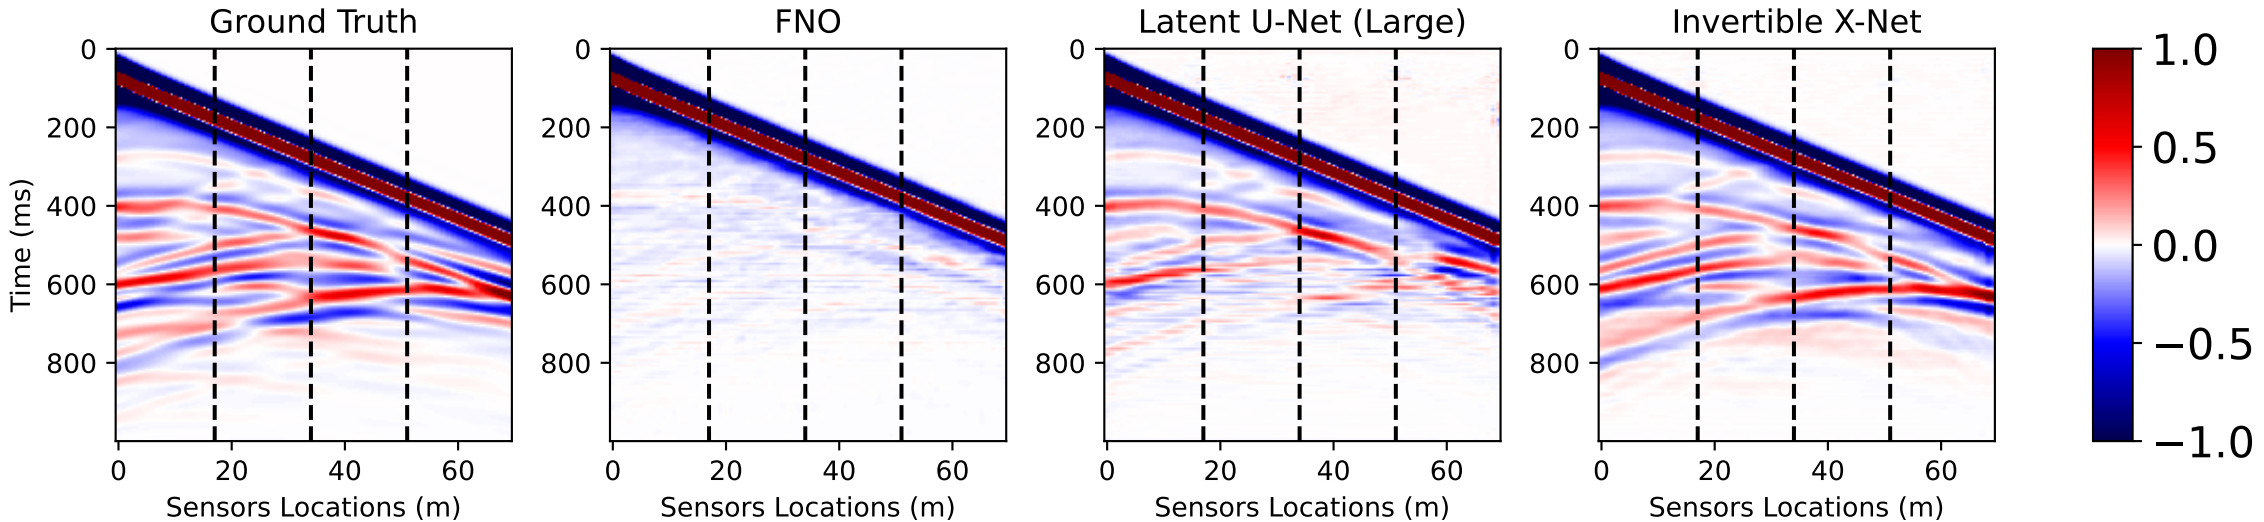 Ground Truth
FNO
Latent U-Net (Large)
Invertible X-Net
0
200
400
600
800
Time (ms)
0 20 40 60
Sensors Locations (m)
0
200
400
600
800
0 20 40 60
Sensors Locations (m)
0
200
400
600
800
0 20 40 60
Sensors Locations (m)
0
200
400
600
800
0 20 40 60
Sensors Locations (m)
1.0
0.5
0.0
−0.5
−1.0